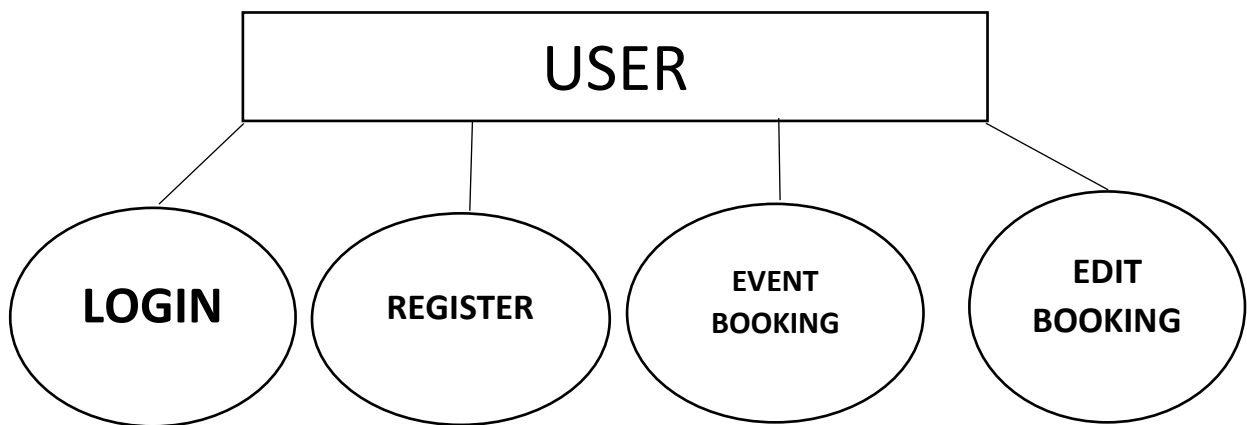 USER
LOGIN
REGISTER
EVENT
BOOKING
EDIT
BOOKING